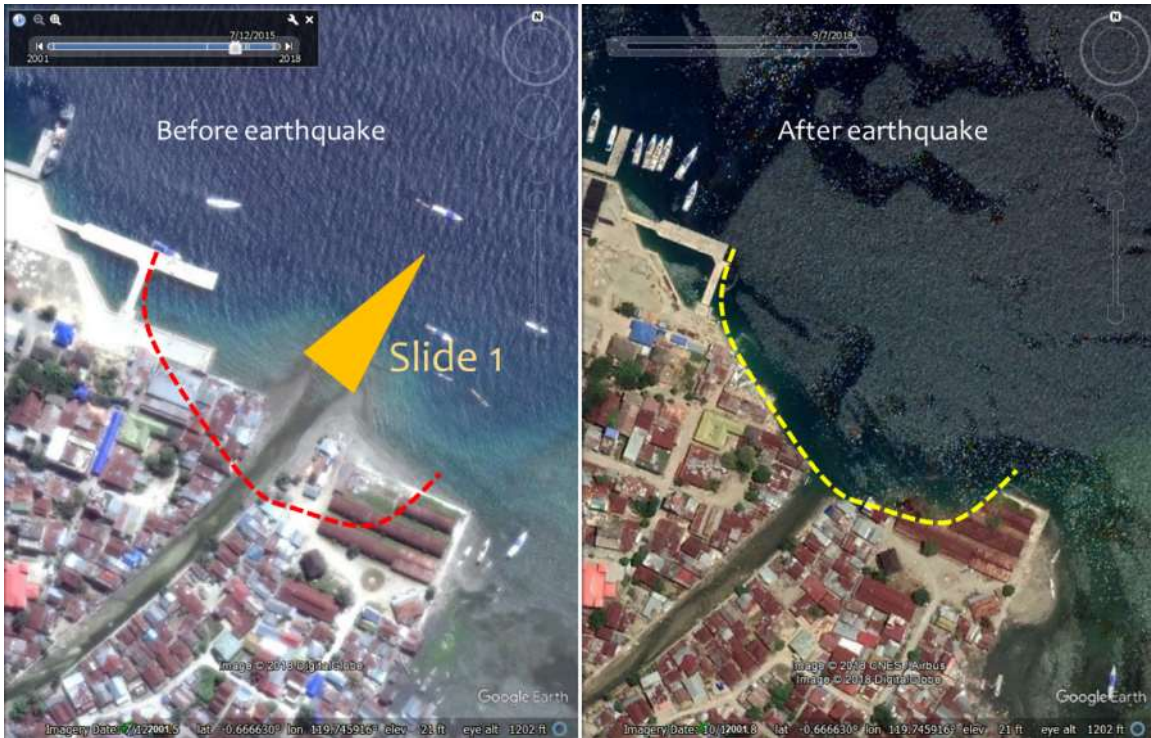 7/12/2015
2001
2018
N
Before earthquake
Slide 1
Image © 2018 DigitalGlobe
Google Earth
lat -0.666630° lon 119.745916° elev 21 ft eye alt 1202 ft
9/7/2018
N
After earthquake
Image © 2018 CNES / Airbus
Image © 2018 DigitalGlobe
Google Earth
lat -0.666630° lon 119.745916° elev 21 ft eye alt 1202 ft